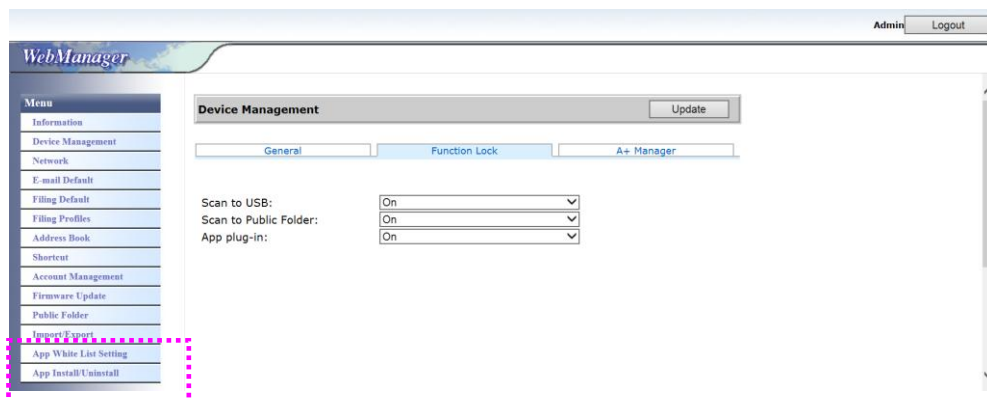 Admin Logout
WebManager
Menu
Information
Device Management
Network
E-mail Default
Filing Default
Filing Profiles
Address Book
Shortcut
Account Management
Firmware Update
Public Folder
Import/Export
App White List Setting
App Install/Uninstall
Device Management Update
General Function Lock A+ Manager
Scan to USB: On
Scan to Public Folder: On
App plug-in: On